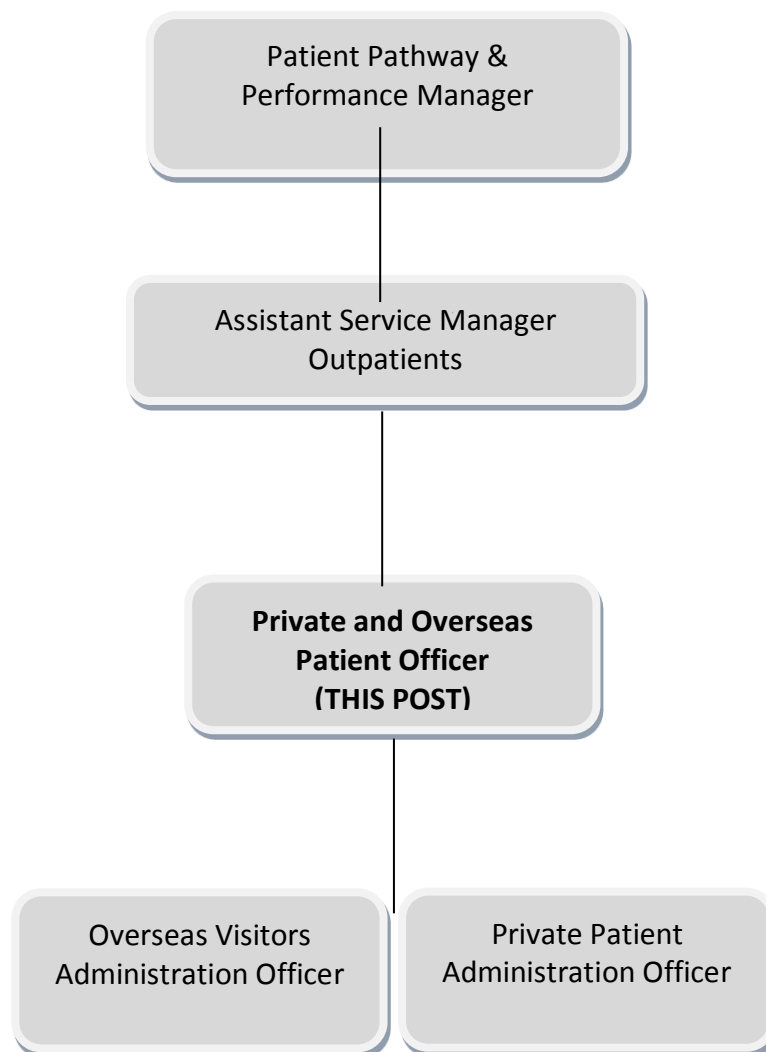 Patient Pathway &
Performance Manager
Assistant Service Manager
Outpatients
Private and Overseas
Patient Officer
(THIS POST)
Overseas Visitors
Administration Officer
Private Patient
Administration Officer